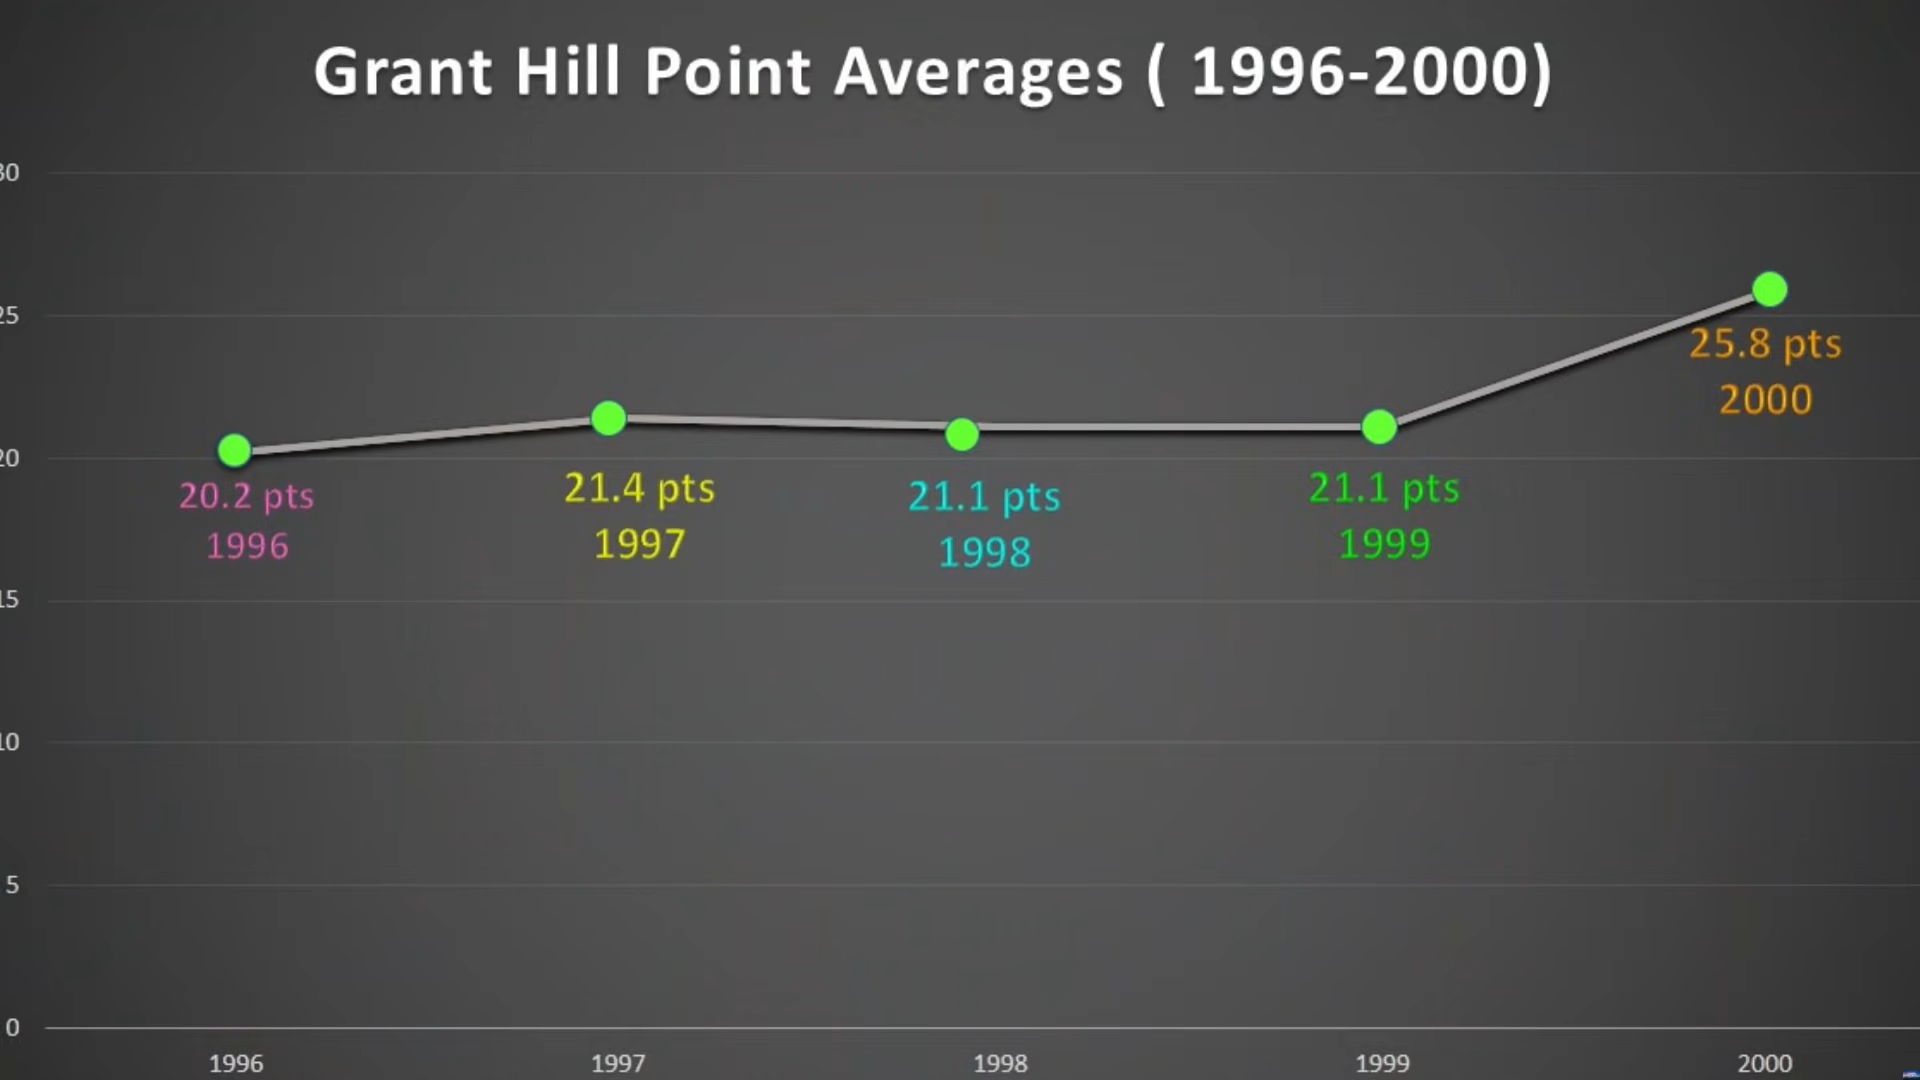 Grant Hill Point Averages ( 1996-2000)
30
25
20
15
10
5
0
20.2 pts
1996
21.4 pts
1997
21.1 pts
1998
21.1 pts
1999
25.8 pts
2000
1996 1997 1998 1999 2000